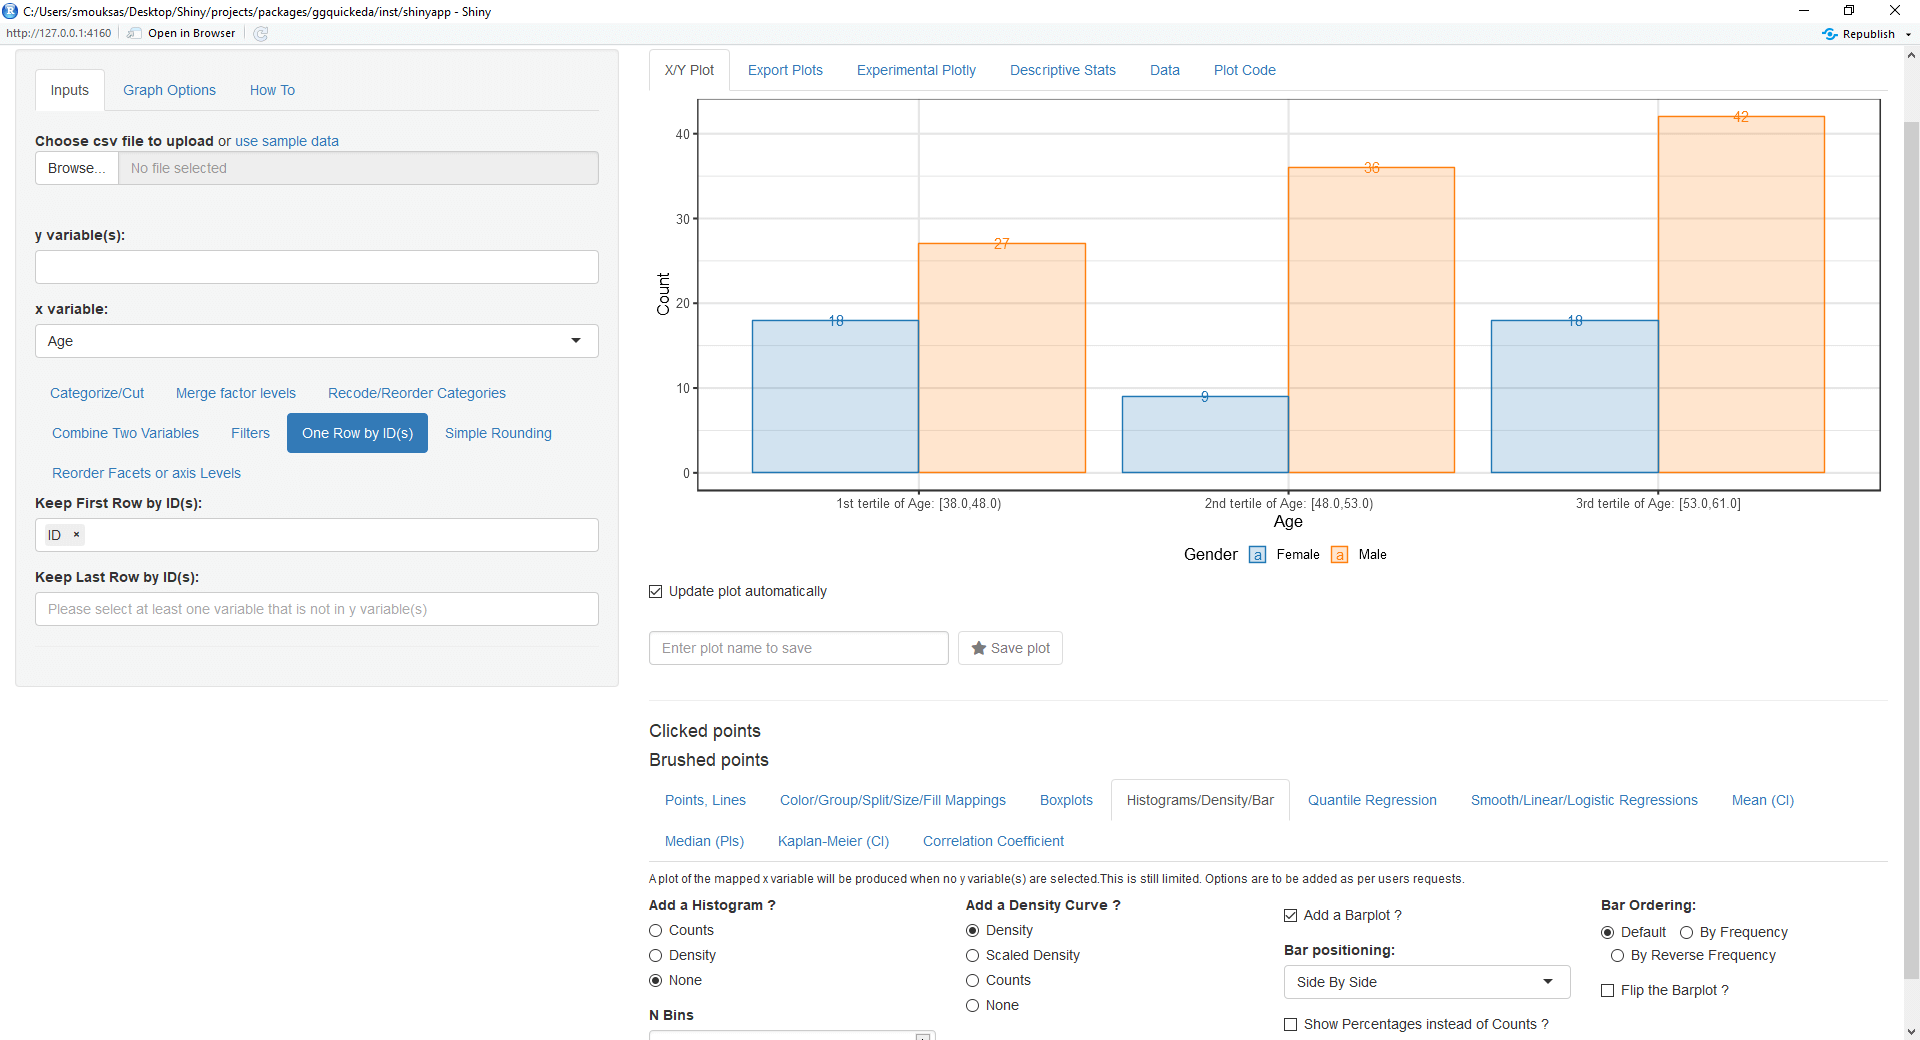 C:/Users/smouksas/Desktop/Shiny/projects/packages/ggquickeda/inst/shinyapp - Shiny
http://127.0.0.1:4160 Open in Browser Republish
Inputs Graph Options How To
Choose csv file to upload or use sample data
Browse... No file selected
y variable(s):
x variable:
Age
Categorize/Cut Merge factor levels Recode/Reorder Categories
Combine Two Variables Filters One Row by ID(s) Simple Rounding
Reorder Facets or axis Levels
Keep First Row by ID(s):
ID ×
Keep Last Row by ID(s):
Please select at least one variable that is not in y variable(s)
X/Y Plot Export Plots Experimental Plotly Descriptive Stats Data Plot Code
Count
40
30
20
10
0
18 27 9 36 18 42
1st tertile of Age: [38.0,48.0) 2nd tertile of Age: [48.0,53.0) 3rd tertile of Age: [53.0,61.0]
Age
Gender a Female a Male
Update plot automatically
Enter plot name to save Save plot
Clicked points
Brushed points
Points, Lines Color/Group/Split/Size/Fill Mappings Boxplots Histograms/Density/Bar Quantile Regression Smooth/Linear/Logistic Regressions Mean (CI)
Median (PIs) Kaplan-Meier (CI) Correlation Coefficient
A plot of the mapped x variable will be produced when no y variable(s) are selected.This is still limited. Options are to be added as per users requests.
Add a Histogram ?
Counts
Density
None
N Bins
Add a Density Curve ?
Density
Scaled Density
Counts
None
Add a Barplot ?
Bar positioning:
Side By Side
Show Percentages instead of Counts ?
Bar Ordering:
Default By Frequency
By Reverse Frequency
Flip the Barplot ?